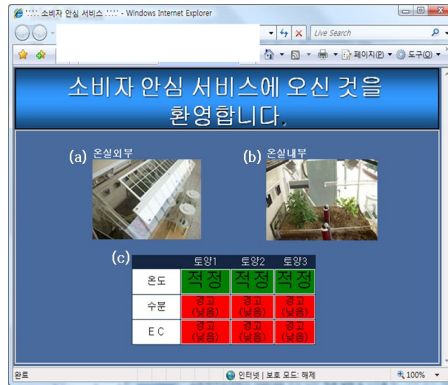 :::: 소비자 안심 서비스 :::: - Windows Internet Explorer
Live Search
페이지(P)
도구(O)
소비자 안심 서비스에 오신 것을
환영합니다.
(a) 온실외부
(b) 온실내부
(c)
토양1 토양2 토양3
온도 적정 적정 적정
수분 경고 (낮음) 경고 (낮음) 경고 (낮음)
E C 경고 (낮음) 경고 (낮음) 경고 (낮음)
완료
인터넷 | 보호 모드: 해제
100%